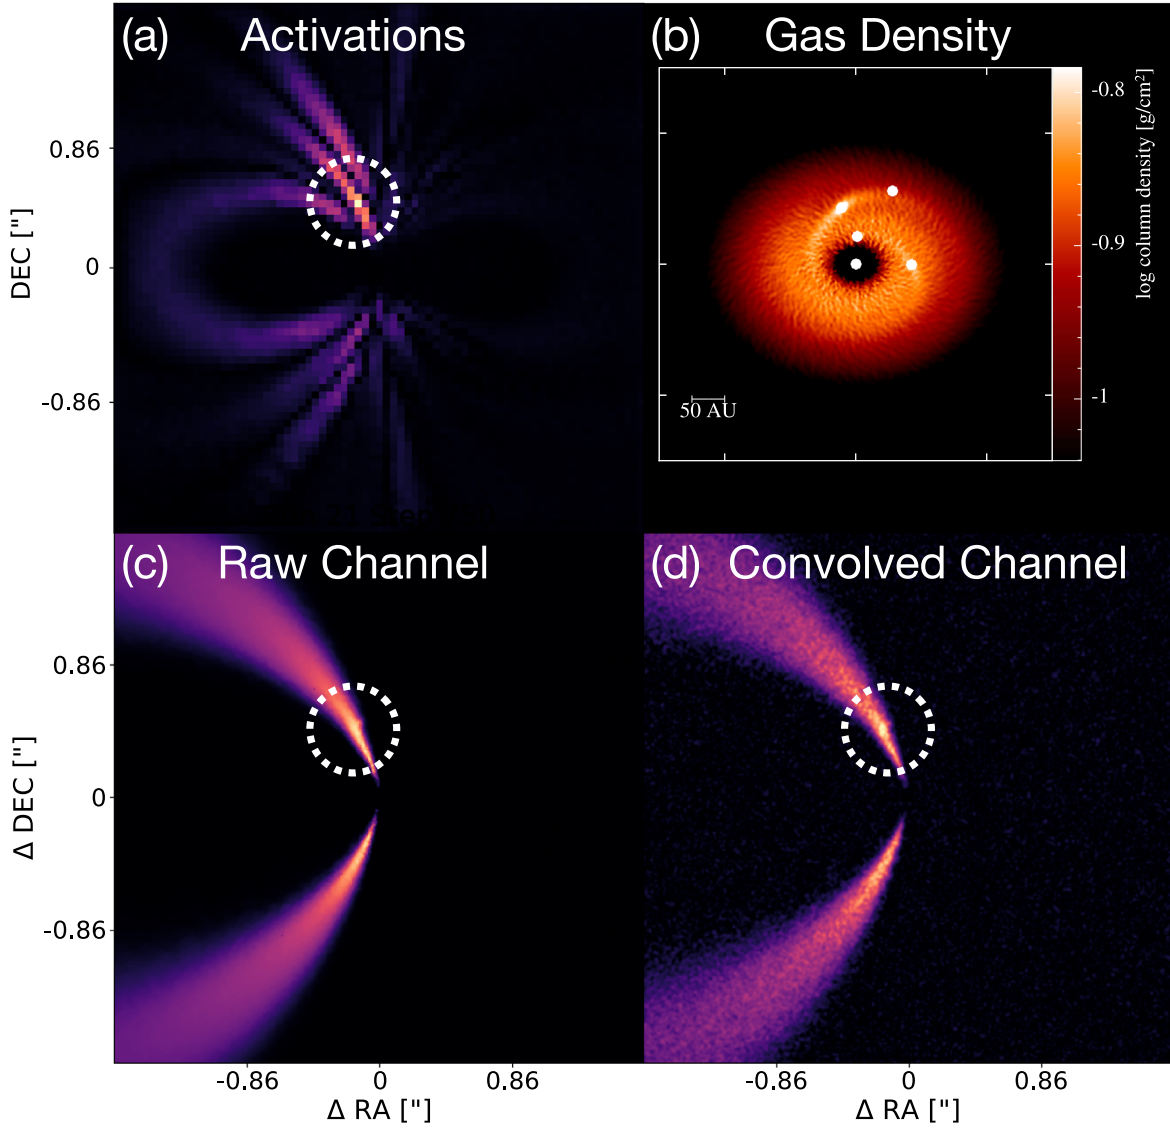 (a) Activations
(b) Gas Density
DEC ["]
0.86
0
-0.86
-0.8
-0.9
-1
log column density [g/cm²]
50 AU
(c) Raw Channel
(d) Convolved Channel
Δ DEC ["]
0.86
0
-0.86
-0.86 0 0.86
Δ RA ["]
-0.86 0 0.86
Δ RA ["]